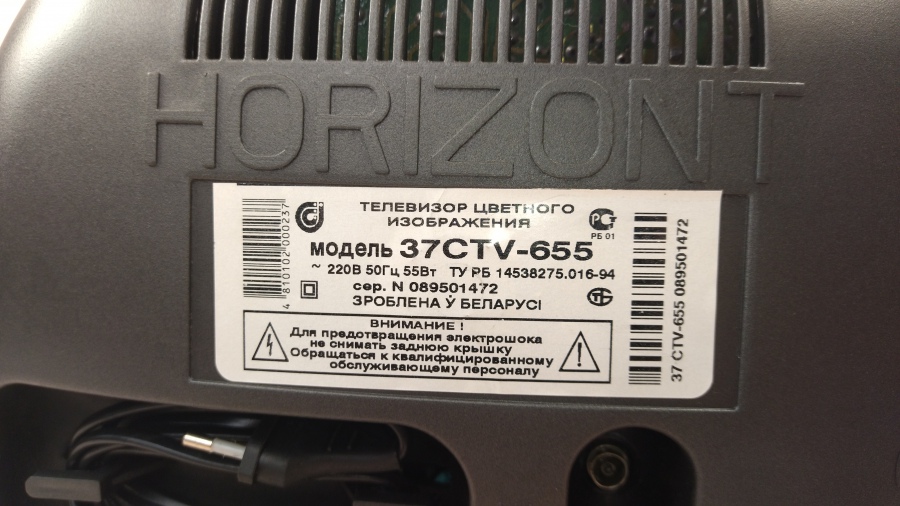 HORIZONT
ТЕЛЕВИЗОР ЦВЕТНОГО
ИЗОБРАЖЕНИЯ
РБ 01
модель 37CTV-655
~ 220В 50Гц 55Вт ТУ РБ 14538275.016-94
сер. N 089501472
ЗРОБЛЕНА Ў БЕЛАРУСІ
ВНИМАНИЕ !
Для предотвращения электрошока
не снимать заднюю крышку
Обращаться к квалифицированному
обслуживающему персоналу
4 810102 000237
37 CTV-655 089501472